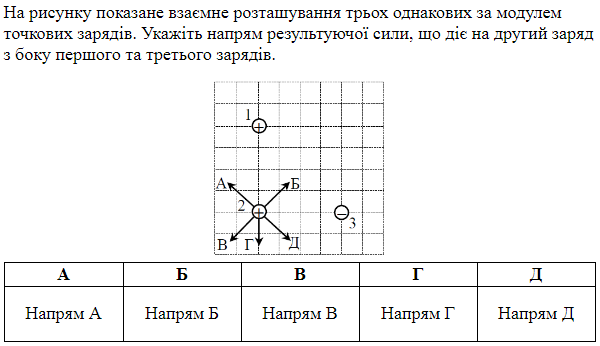 На рисунку показане взаємне розташування трьох однакових за модулем
точкових зарядів. Укажіть напрям результуючої сили, що діє на другий заряд
з боку першого та третього зарядів.
1
+
А Б
2 +
– 3
В Г Д
А Б В Г Д
Напрям А Напрям Б Напрям В Напрям Г Напрям Д